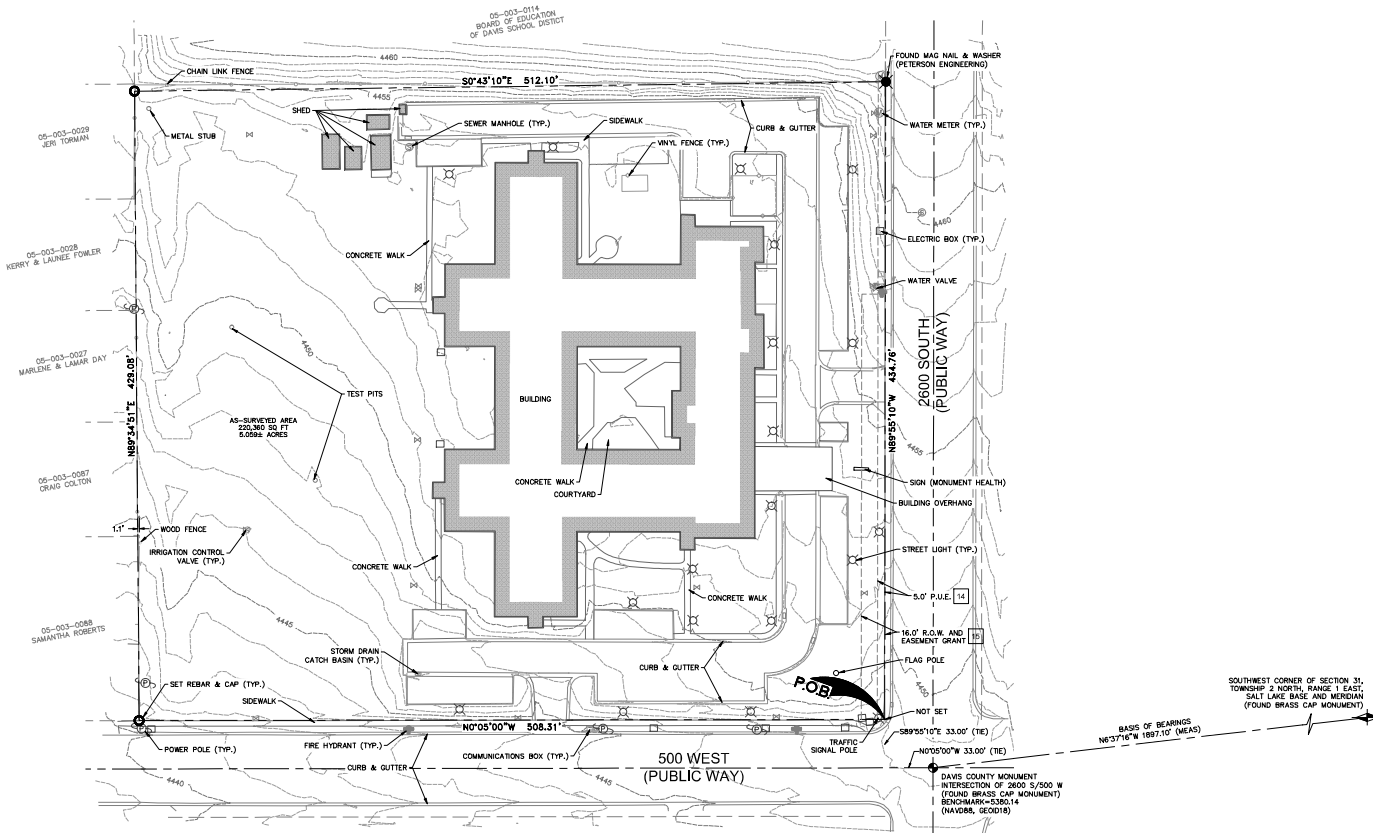 05-003-0114
BOARD OF EDUCATION
OF DAVIS SCHOOL DISTICT
4460
CHAIN LINK FENCE
S0°43'10"E 512.10'
FOUND MAG NAIL & WASHER
(PETERSON ENGINEERING)
4455
SHED
METAL STUB
SEWER MANHOLE (TYP.)
SIDEWALK
CURB & GUTTER
WATER METER (TYP.)
VINYL FENCE (TYP.)
05-003-0029
JERI TORMAN
4460
ELECTRIC BOX (TYP.)
CONCRETE WALK
05-003-0028
KERRY & LAUNEE FOWLER
WATER VALVE
4450
05-003-0027
MARLENE & LAMAR DAY
N89°34'51"E 429.08'
TEST PITS
BUILDING
AS-SURVEYED AREA
220,360 SQ FT
5.059± ACRES
N89°55'10"W 434.76'
2600 SOUTH
(PUBLIC WAY)
4455
05-003-0087
CRAIG COLTON
CONCRETE WALK
COURTYARD
SIGN (MONUMENT HEALTH)
BUILDING OVERHANG
1.1'
WOOD FENCE
IRRIGATION CONTROL
VALVE (TYP.)
STREET LIGHT (TYP.)
CONCRETE WALK
CONCRETE WALK
5.0' P.U.E. 14
05-003-0088
SAMANTHA ROBERTS
4445
16.0' R.O.W. AND
EASEMENT GRANT 15
STORM DRAIN
CATCH BASIN (TYP.)
CURB & GUTTER
FLAG POLE
P.O.B.
4450
SET REBAR & CAP (TYP.)
SIDEWALK
NOT SET
SOUTHWEST CORNER OF SECTION 31,
TOWNSHIP 2 NORTH, RANGE 1 EAST,
SALT LAKE BASE AND MERIDIAN
(FOUND BRASS CAP MONUMENT)
N0°05'00"W 508.31'
S89°55'10"E 33.00' (TIE)
BASIS OF BEARINGS
N6°37'16"W 1897.10' (MEAS)
POWER POLE (TYP.)
FIRE HYDRANT (TYP.)
COMMUNICATIONS BOX (TYP.)
TRAFFIC
SIGNAL POLE
N0°05'00"W 33.00' (TIE)
CURB & GUTTER
500 WEST
(PUBLIC WAY)
4440
4445
DAVIS COUNTY MONUMENT
INTERSECTION OF 2600 S/500 W
(FOUND BRASS CAP MONUMENT)
BENCHMARK=5380.14
(NAVD88, GEOID18)